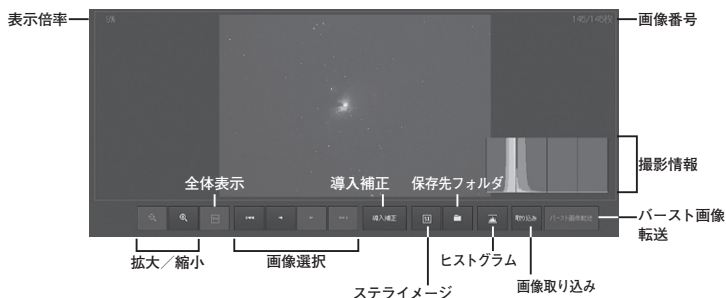 表示倍率
9%
145/145枚
画像番号
撮影情報
全体表示
導入補正
保存先フォルダ
導入補正
SI
取り込み
バースト画像転送
バースト画像
転送
拡大／縮小
画像選択
ステライメージ
ヒストグラム
画像取り込み